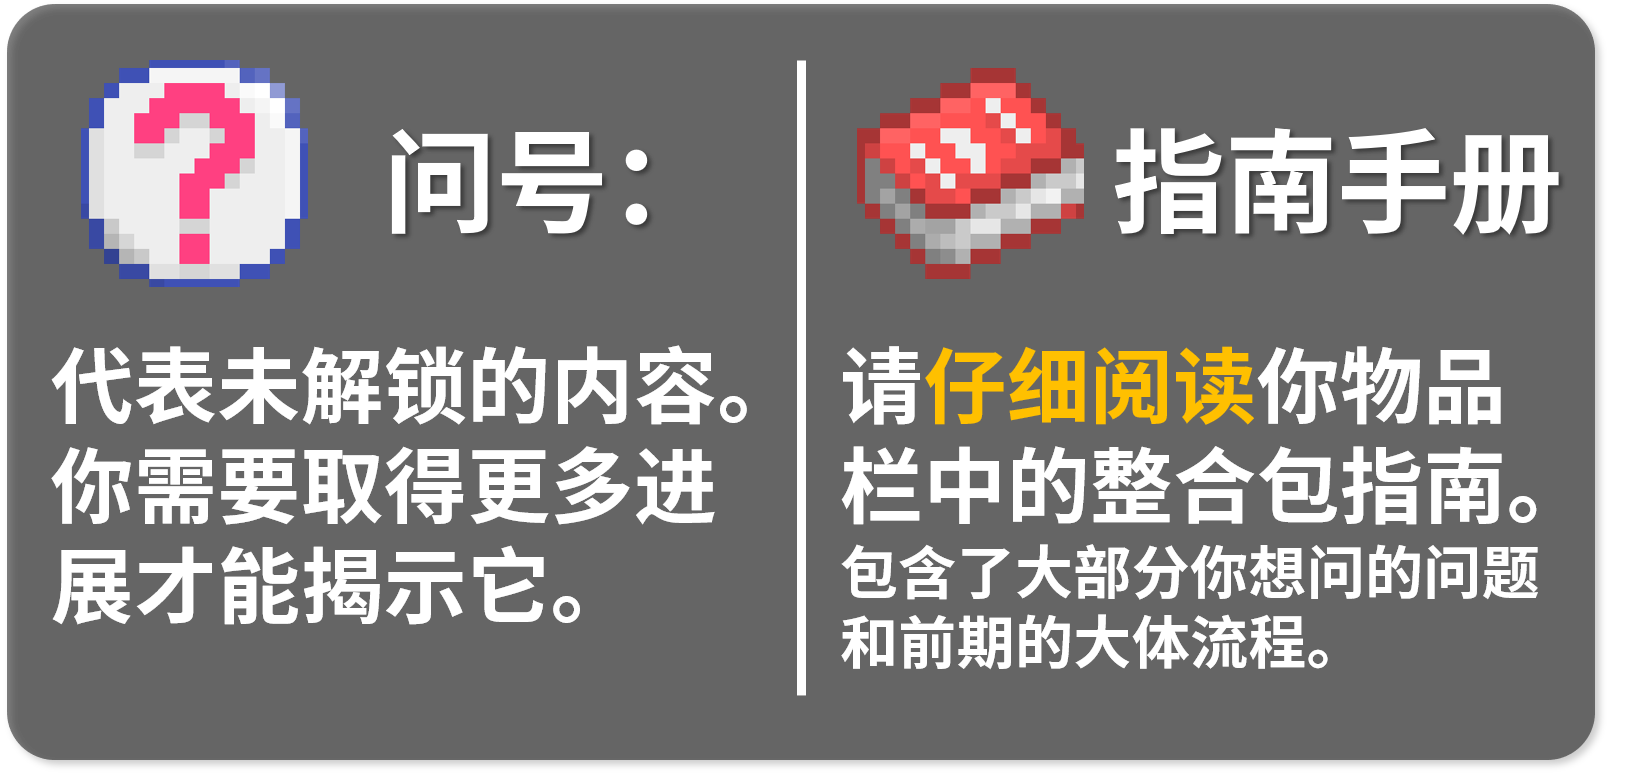 问号：
代表未解锁的内容。
你需要取得更多进
展才能揭示它。
指南手册
请仔细阅读你物品
栏中的整合包指南。
包含了大部分你想问的问题
和前期的大体流程。